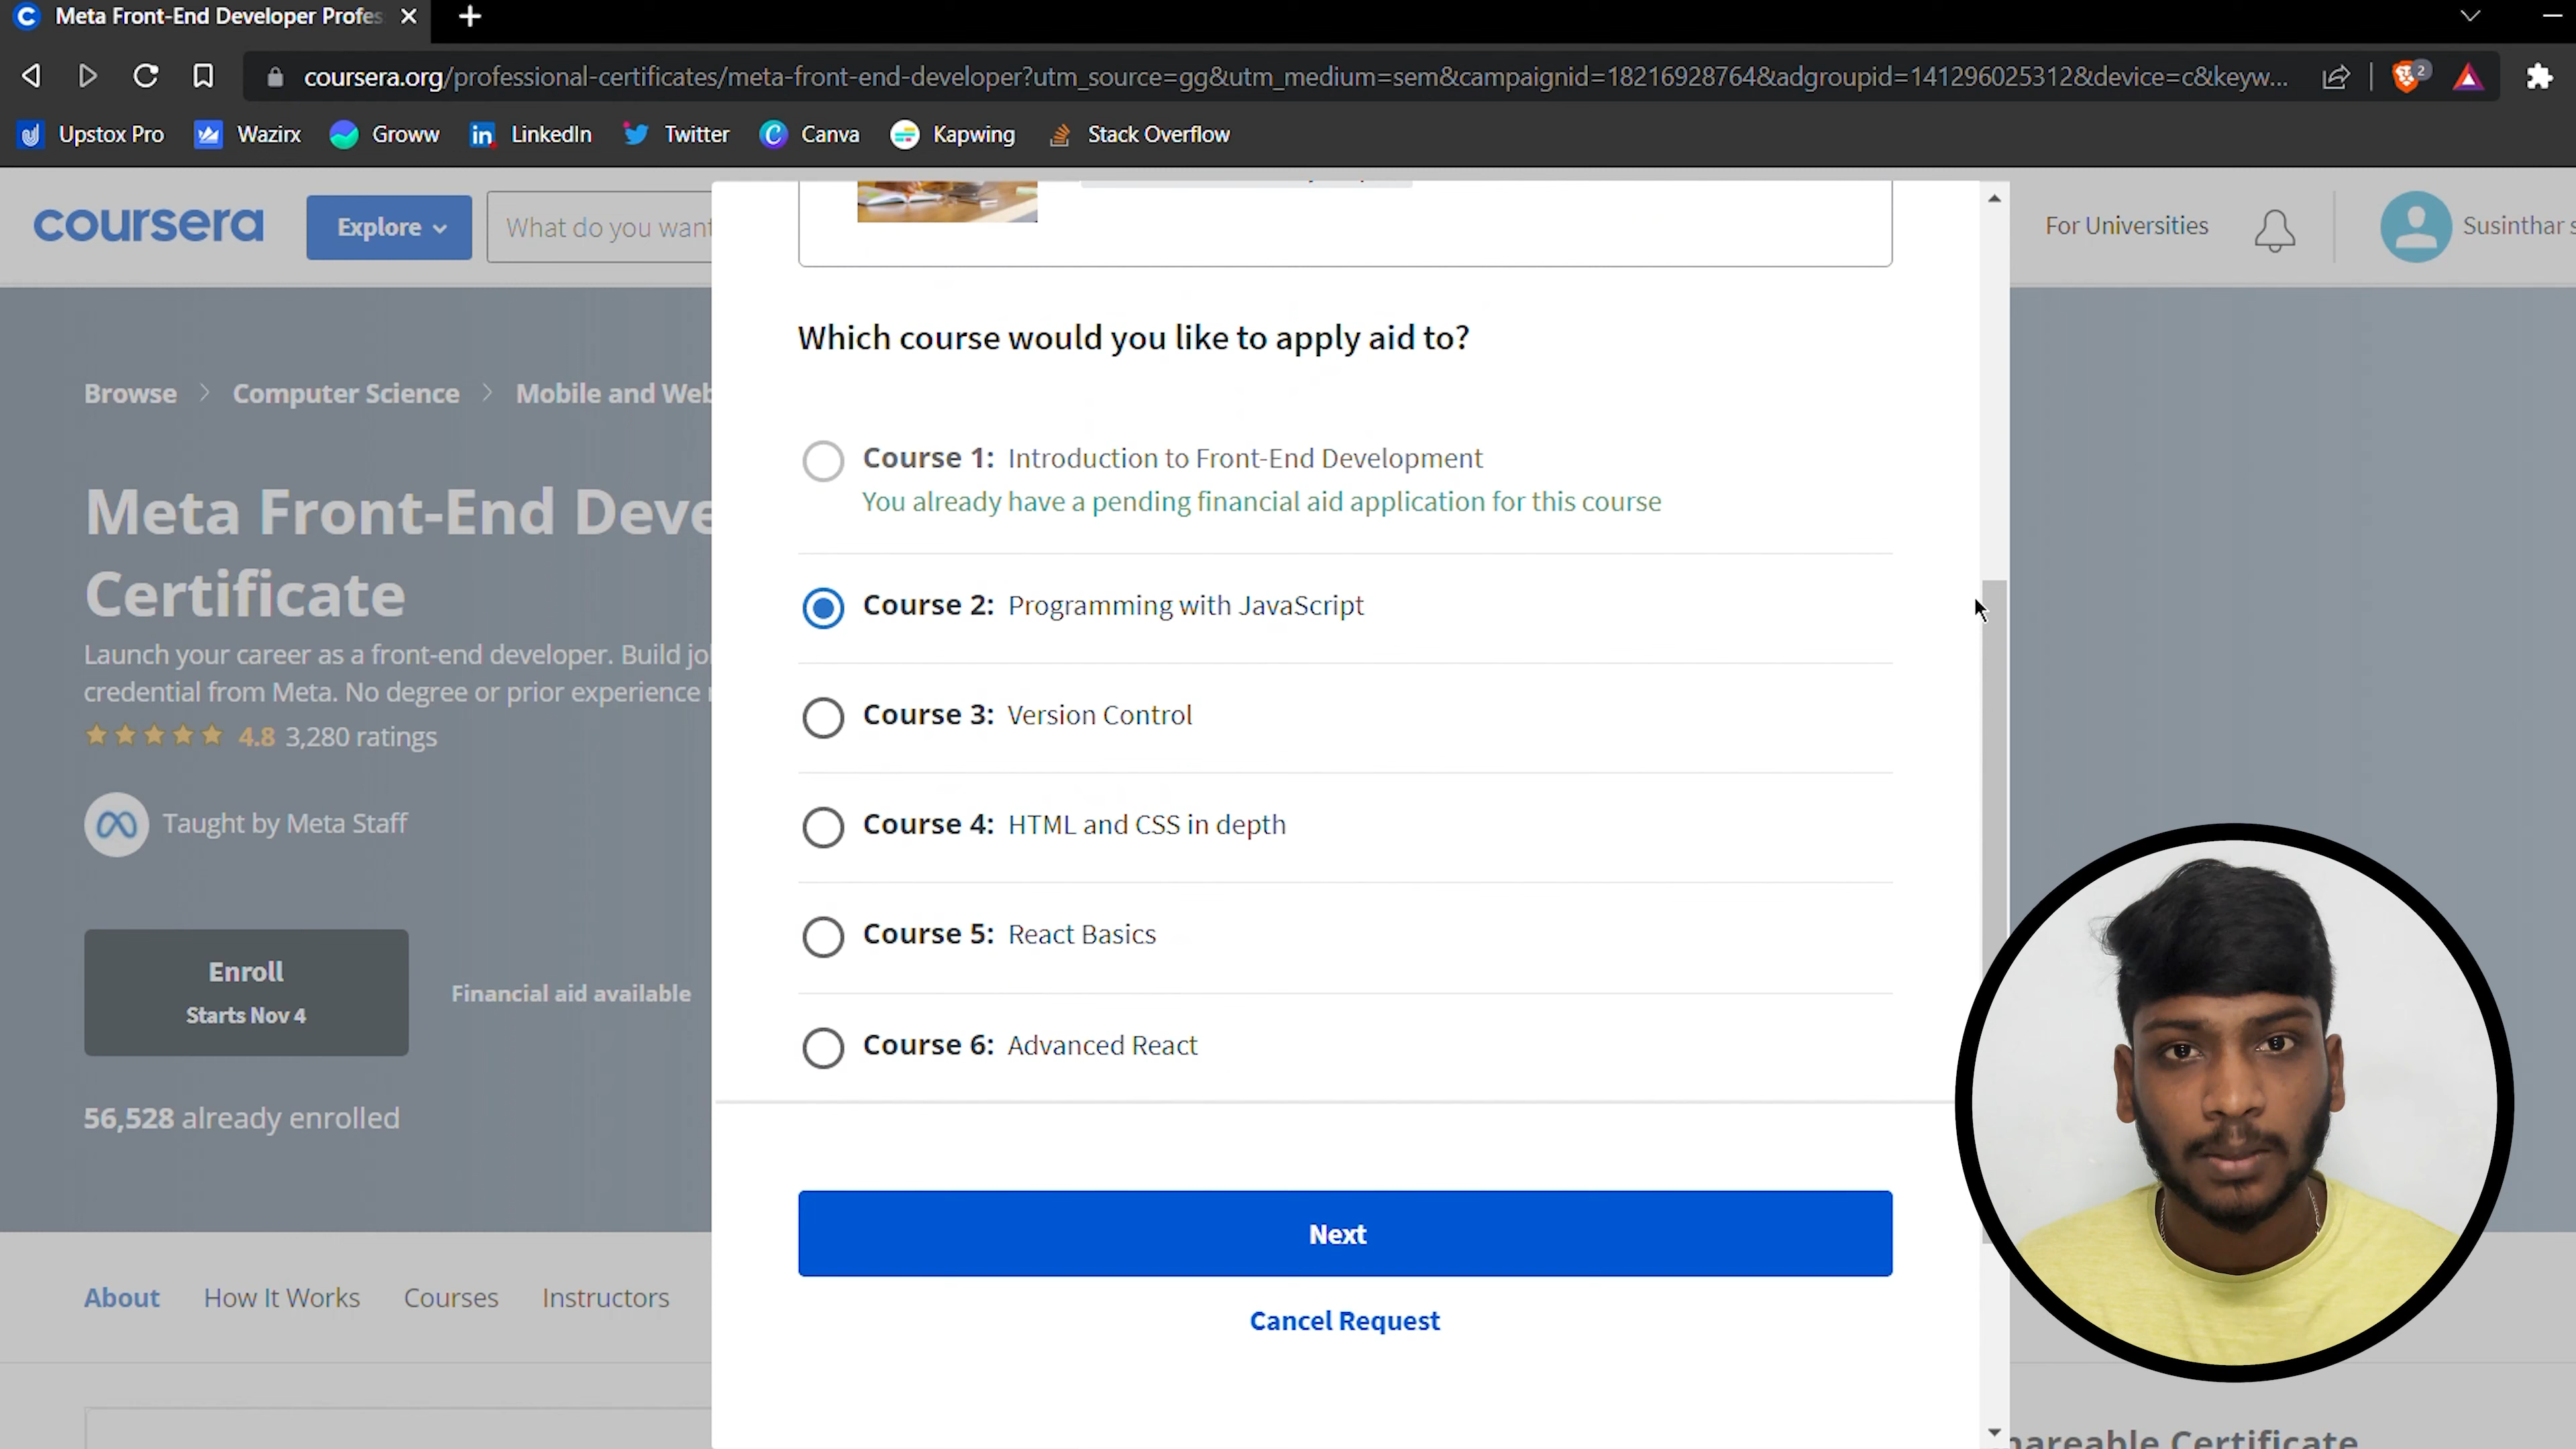 Meta Front-End Developer Profes
coursera.org/professional-certificates/meta-front-end-developer?utm_source=gg&utm_medium=sem&campaignid=18216928764&adgroupid=141296025312&device=c&keyw...
2
Upstox Pro Wazirx Groww LinkedIn Twitter Canva Kapwing Stack Overflow
coursera Explore What do you want For Universities Susinthar s
Which course would you like to apply aid to?
Browse Computer Science Mobile and Web
Course 1: Introduction to Front-End Development
You already have a pending financial aid application for this course
Meta Front-End Deve
Certificate
Course 2: Programming with JavaScript
Launch your career as a front-end developer. Build jo
credential from Meta. No degree or prior experience
4.8 3,280 ratings
Course 3: Version Control
Taught by Meta Staff
Course 4: HTML and CSS in depth
Course 5: React Basics
Enroll
Starts Nov 4
Financial aid available
Course 6: Advanced React
56,528 already enrolled
Next
About How It Works Courses Instructors
Cancel Request
hareable Certificate